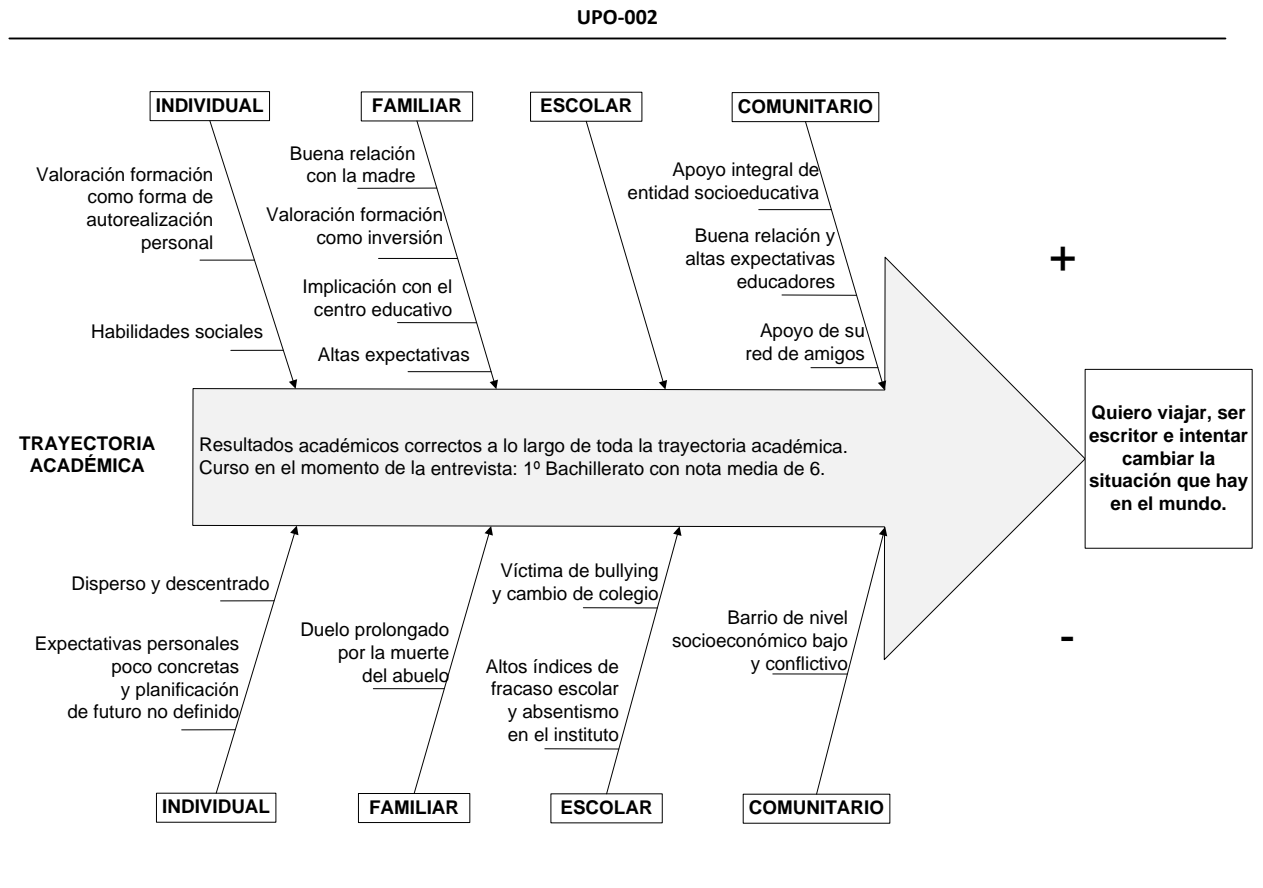 UPO-002
INDIVIDUAL
FAMILIAR
ESCOLAR
COMUNITARIO
Valoración formación
como forma de
autorealización
personal
Habilidades sociales
Buena relación
con la madre
Valoración formación
como inversión
Implicación con el
centro educativo
Altas expectativas
Apoyo integral de
entidad socioeducativa
Buena relación y
altas expectativas
educadores
Apoyo de su
red de amigos
+
TRAYECTORIA
ACADÉMICA
Resultados académicos correctos a lo largo de toda la trayectoria académica.
Curso en el momento de la entrevista: 1º Bachillerato con nota media de 6.
Quiero viajar, ser
escritor e intentar
cambiar la
situación que hay
en el mundo.
Disperso y descentrado
Expectativas personales
poco concretas
y planificación
de futuro no definido
Duelo prolongado
por la muerte
del abuelo
Víctima de bullying
y cambio de colegio
Altos índices de
fracaso escolar
y absentismo
en el instituto
Barrio de nivel
socioeconómico bajo
y conflictivo
-
INDIVIDUAL
FAMILIAR
ESCOLAR
COMUNITARIO